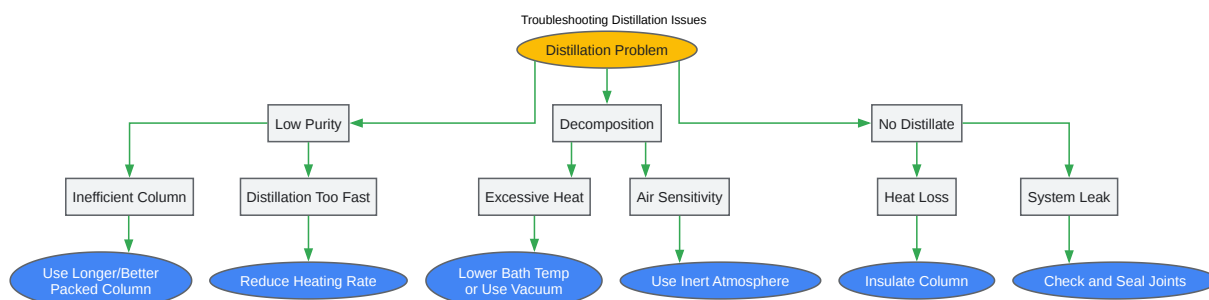 Troubleshooting Distillation Issues
Distillation Problem
Low Purity
Decomposition
No Distillate
Inefficient Column
Distillation Too Fast
Excessive Heat
Air Sensitivity
Heat Loss
System Leak
Use Longer/Better
Packed Column
Reduce Heating Rate
Lower Bath Temp
or Use Vacuum
Use Inert Atmosphere
Insulate Column
Check and Seal Joints